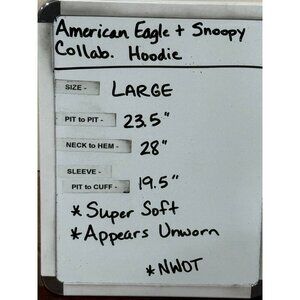 American Eagle + Snoopy
Collab. Hoodie
SIZE - LARGE
PIT to PIT - 23.5"
NECK to HEM - 28"
SLEEVE -
PIT to CUFF - 19.5"
* Super Soft
* Appears Unworn
* NWOT